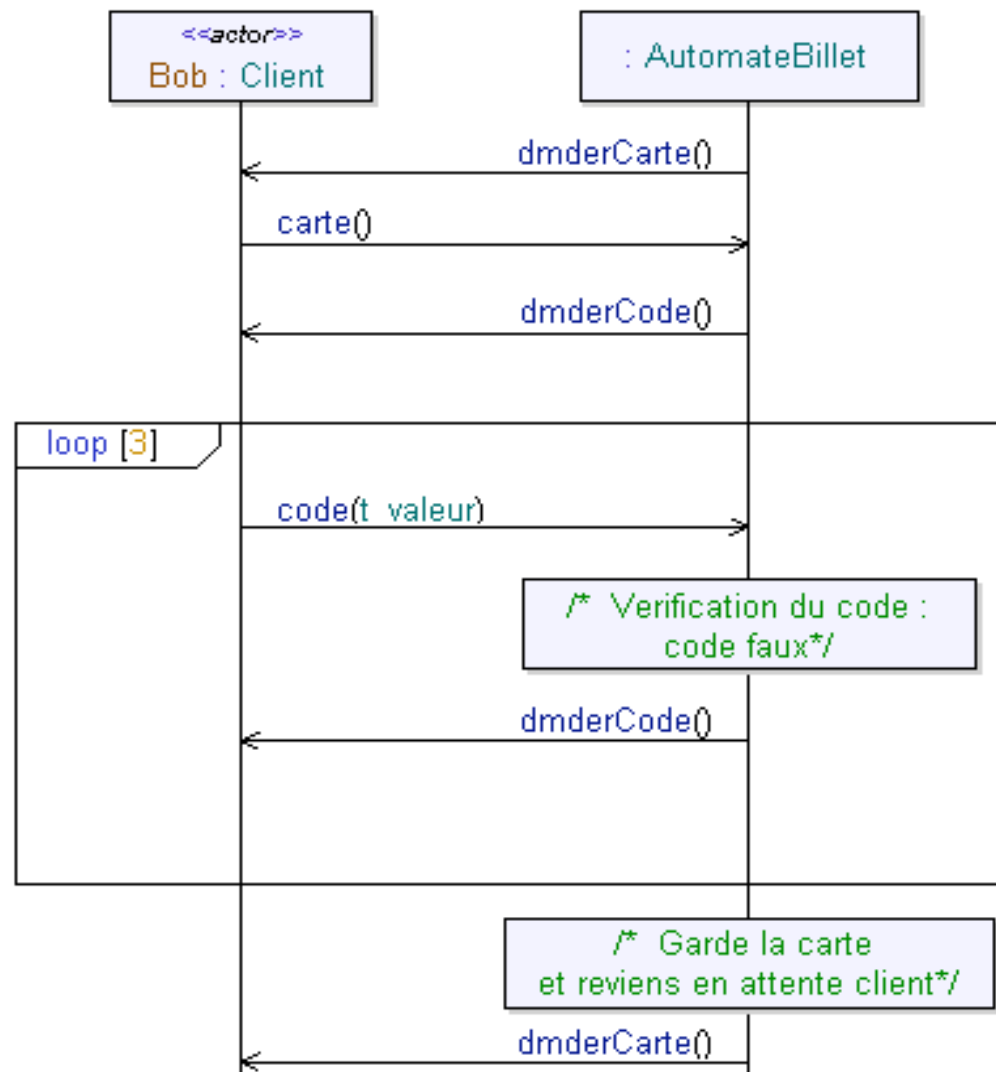 <<actor>>
Bob : Client
: AutomateBillet
dmderCarte()
carte()
dmderCode()
loop [3]
code(t_valeur)
/* Verification du code :
code faux*/
dmderCode()
/* Garde la carte
et reviens en attente client*/
dmderCarte()